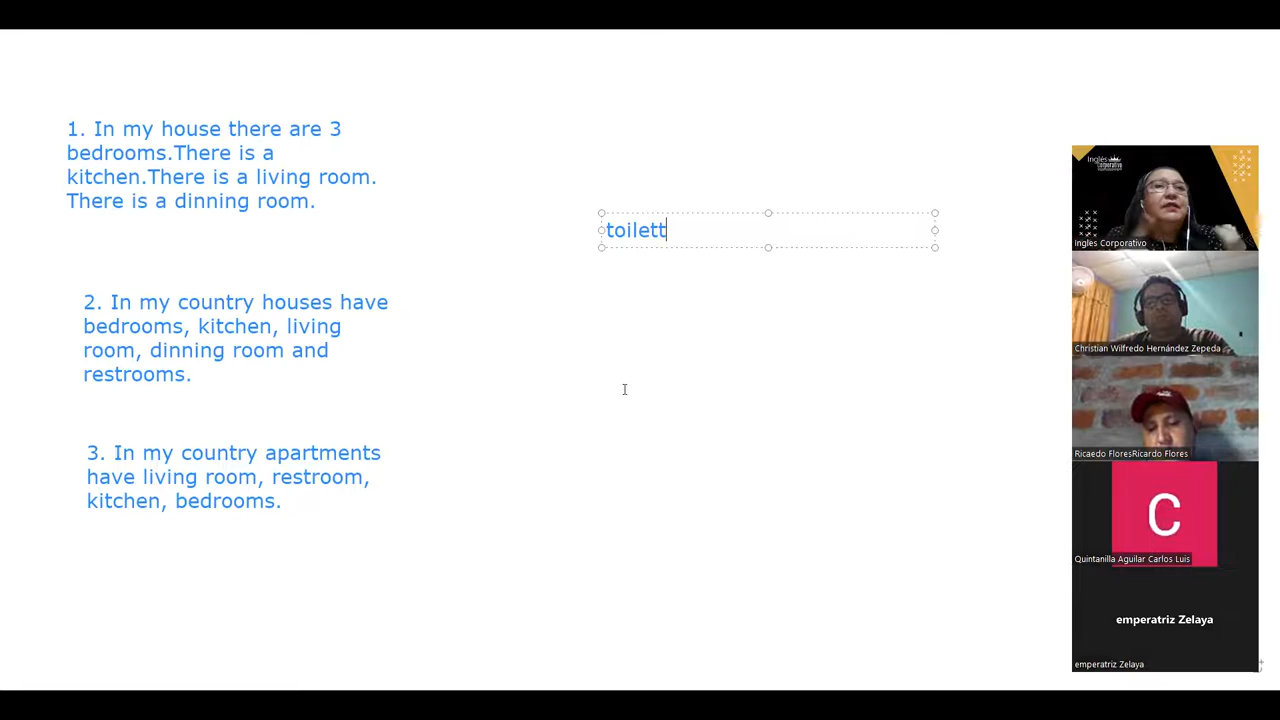 1. In my house there are 3
bedrooms.There is a
kitchen.There is a living room.
There is a dinning room.
toilett
2. In my country houses have
bedrooms, kitchen, living
room, dinning room and
restrooms.
3. In my country apartments
have living room, restroom,
kitchen, bedrooms.
Inglés
Corporativo
Ingles Corporativo
Christian Wilfredo Hernández Zepeda
Ricaedo FloresRicardo Flores
C
Quintanilla Aguilar Carlos Luis
emperatriz Zelaya
emperatriz Zelaya